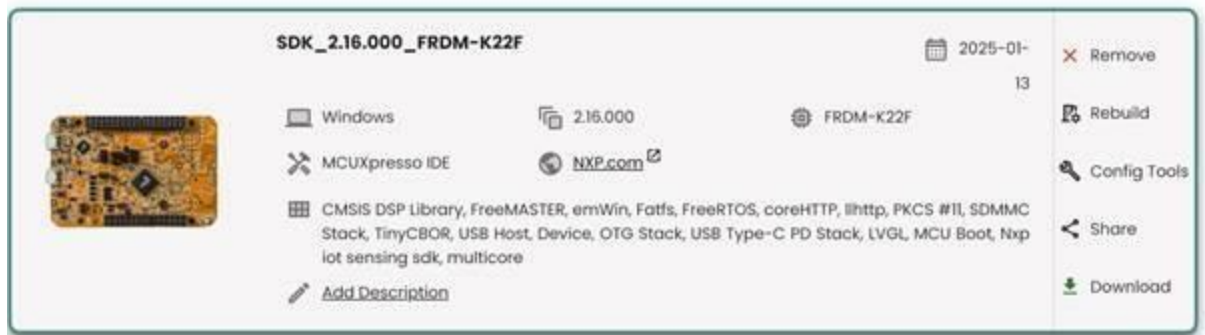 SDK_2.16.000_FRDM-K22F
2025-01-
13
Windows
2.16.000
FRDM-K22F
MCUXpresso IDE
NXP.com
CMSIS DSP Library, FreeMASTER, emWin, Fatfs, FreeRTOS, coreHTTP, llhttp, PKCS #11, SDMMC
Stack, TinyCBOR, USB Host, Device, OTG Stack, USB Type-C PD Stack, LVGL, MCU Boot, Nxp
iot sensing sdk, multicore
Add Description
Remove
Rebuild
Config Tools
Share
Download